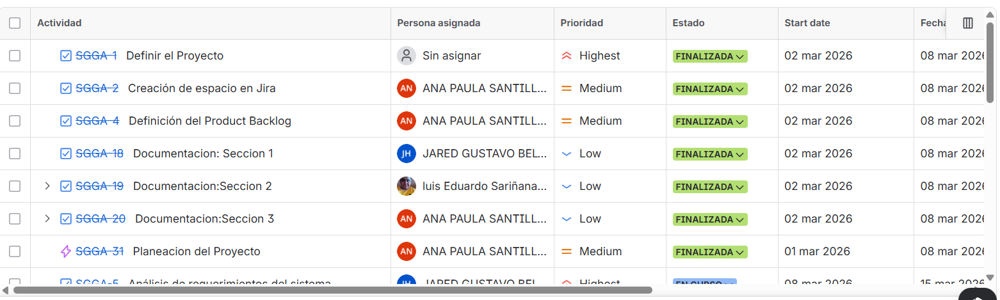 Actividad Persona asignada Prioridad Estado Start date Fecha
SGGA-1 Definir el Proyecto Sin asignar Highest FINALIZADA 02 mar 2026 08 mar 2026
SGGA-2 Creación de espacio en Jira AN ANA PAULA SANTILL... Medium FINALIZADA 02 mar 2026 08 mar 2026
SGGA-4 Definición del Product Backlog AN ANA PAULA SANTILL... Medium FINALIZADA 02 mar 2026 08 mar 2026
SGGA-18 Documentacion: Seccion 1 JH JARED GUSTAVO BEL... Low FINALIZADA 02 mar 2026 08 mar 2026
SGGA-19 Documentacion:Seccion 2 luis Eduardo Sariñana... Low FINALIZADA 02 mar 2026 08 mar 2026
SGGA-20 Documentacion:Seccion 3 AN ANA PAULA SANTILL... Low FINALIZADA 02 mar 2026 08 mar 2026
SGGA-31 Planeacion del Proyecto AN ANA PAULA SANTILL... Medium FINALIZADA 01 mar 2026 08 mar 2026
SGGA-5 Análisis de requerimientos del sistema JH JARED GUSTAVO BEL... Highest EN CURSO 08 mar 2026 15 mar 2026